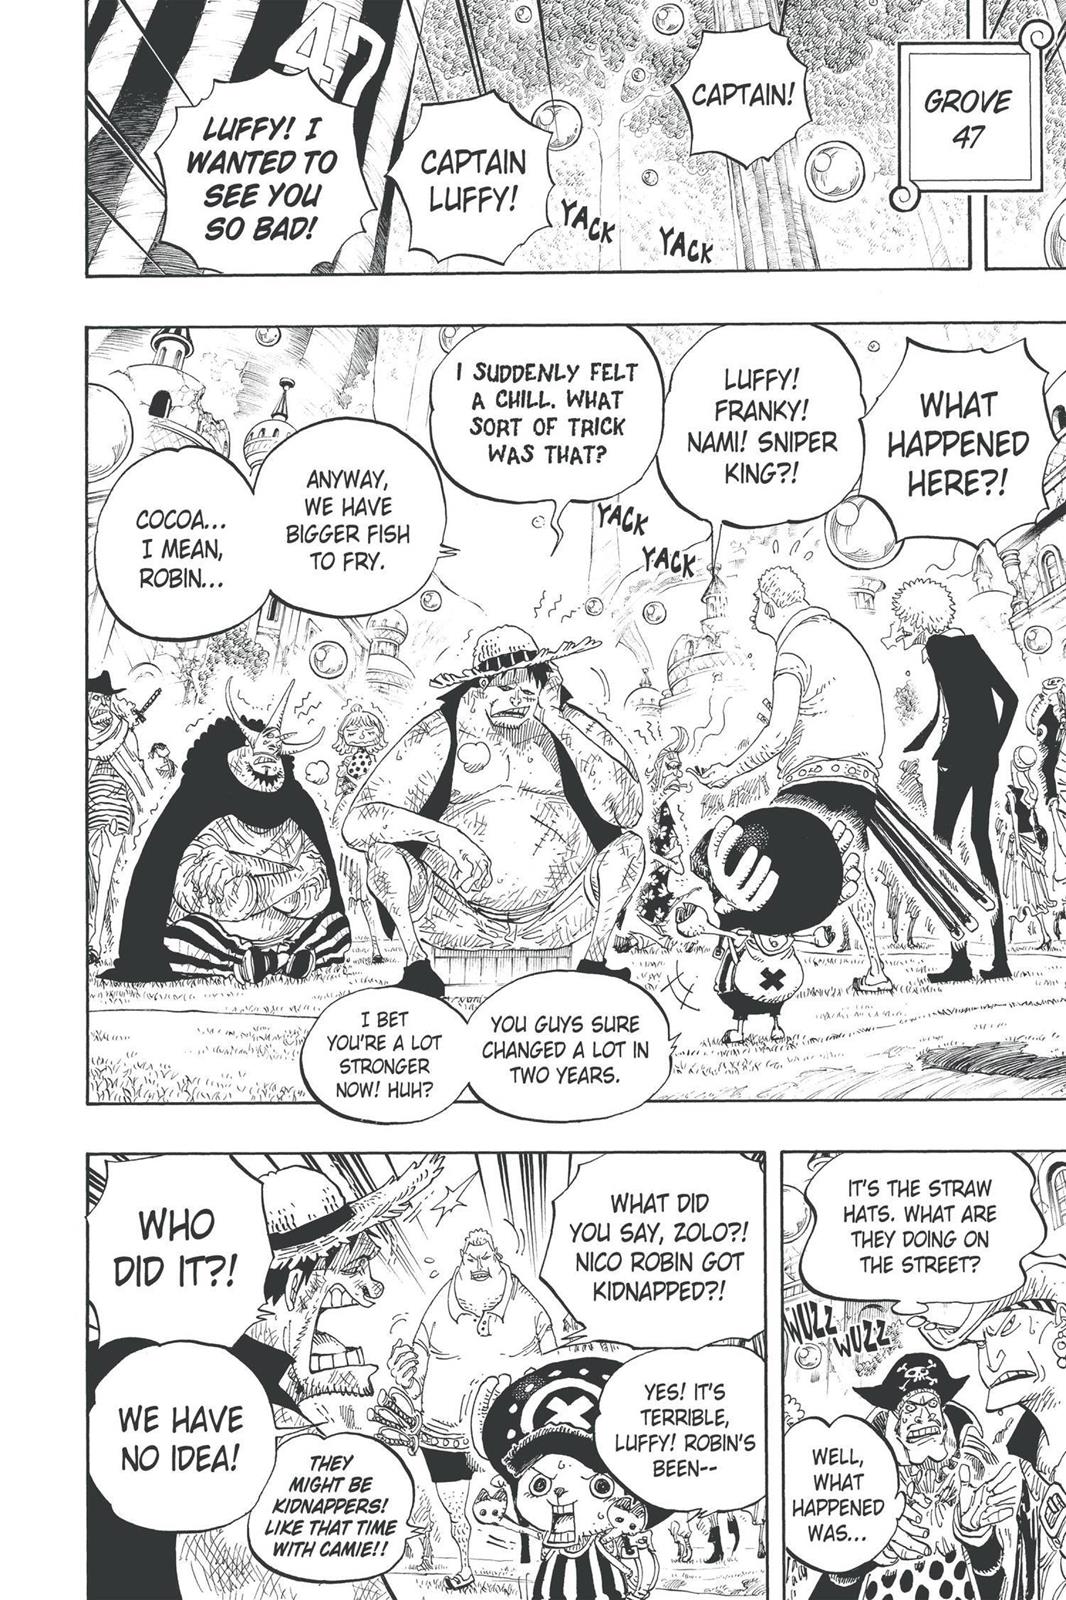 GROVE
47
CAPTAIN!
YACK
YACK
CAPTAIN
LUFFY!
47
LUFFY! I
WANTED TO
SEE YOU
SO BAD!
WHAT
HAPPENED
HERE?!
LUFFY!
FRANKY!
NAMI! SNIPER
KING?!
I SUDDENLY FELT
A CHILL. WHAT
SORT OF TRICK
WAS THAT?
YACK
YACK
ANYWAY,
WE HAVE
BIGGER FISH
TO FRY.
COCOA...
I MEAN,
ROBIN...
YOU GUYS SURE
CHANGED A LOT IN
TWO YEARS.
I BET
YOU'RE A LOT
STRONGER
NOW! HUH?
IT'S THE STRAW
HATS. WHAT ARE
THEY DOING ON
THE STREET?
WUZZ
WUZZ
WELL,
WHAT
HAPPENED
WAS...
WHAT DID
YOU SAY, ZOLO?!
NICO ROBIN GOT
KIDNAPPED?!
YES! IT'S
TERRIBLE,
LUFFY! ROBIN'S
BEEN--
WHO
DID IT?!
WE HAVE
NO IDEA!
THEY
MIGHT BE
KIDNAPPERS!
LIKE THAT TIME
WITH CAMIE!!